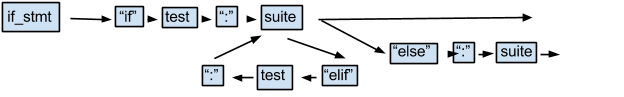 if_stmt “if” test “:” suite
“else” “:” suite
“:” test “elif”